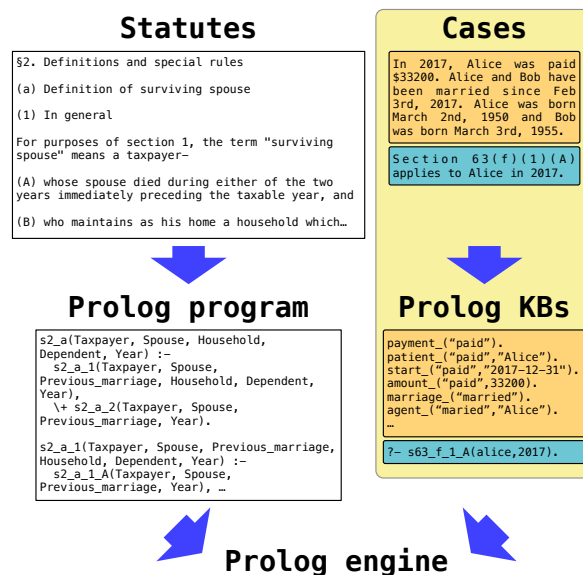 Statutes
§2. Definitions and special rules
(a) Definition of surviving spouse
(1) In general
For purposes of section 1, the term "surviving
spouse" means a taxpayer—
(A) whose spouse died during either of the two
years immediately preceding the taxable year, and
(B) who maintains as his home a household which…
Cases
In 2017, Alice was paid
$33200. Alice and Bob have
been married since Feb
3rd, 2017. Alice was born
March 2nd, 1950 and Bob
was born March 3rd, 1955.
Section 63(f)(1)(A)
applies to Alice in 2017.
Prolog program
s2_a(Taxpayer, Spouse, Household,
Dependent, Year) :-
s2_a_1(Taxpayer, Spouse,
Previous_marriage, Household, Dependent,
Year),
\+ s2_a_2(Taxpayer, Spouse,
Previous_marriage, Year).
s2_a_1(Taxpayer, Spouse, Previous_marriage,
Household, Dependent, Year) :-
s2_a_1_A(Taxpayer, Spouse,
Previous_marriage, Year), …
Prolog KBs
payment_(“paid”).
patient_(“paid”,”Alice”).
start_(“paid”,”2017-12-31").
amount_(“paid”,33200).
marriage_(“married”).
agent_(“maried”,”Alice”).
…
?- s63_f_1_A(alice,2017).
Prolog engine